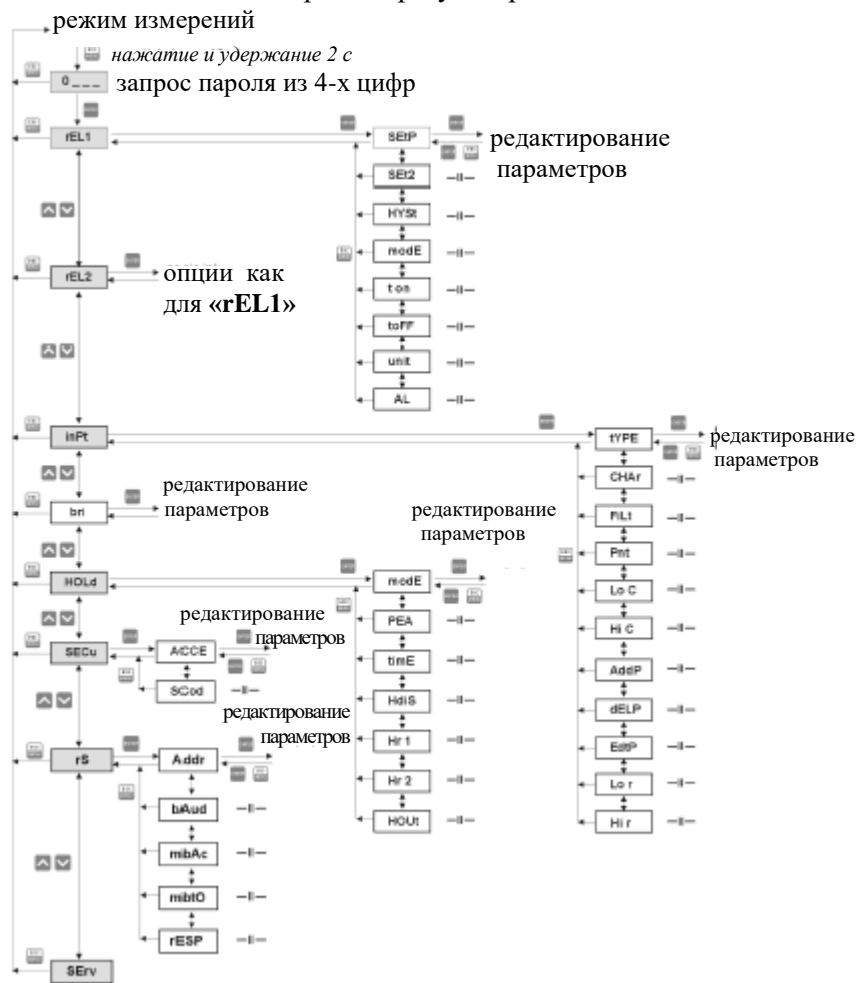 режим измерений
нажатие и удержание 2 с
0___ запрос пароля из 4-х цифр
rEL1
SEtP
редактирование
параметров
SEt2
HYSt
modE
rEL2
опции как
для «rEL1»
t on
toFF
unit
AL
inPt
tYPE
редактирование
параметров
CHAr
bri
редактирование
параметров
FiLt
редактирование
параметров
Pnt
HOLd
modE
Lo C
PEA
Hi C
редактирование
параметров
SECu
ACCE
timE
AddP
SCod
HdiS
dELP
редактирование
параметров
Hr 1
EdtP
rS
Addr
Hr 2
Lo r
bAud
HOUt
Hi r
mbAc
mbtO
rESP
SErv